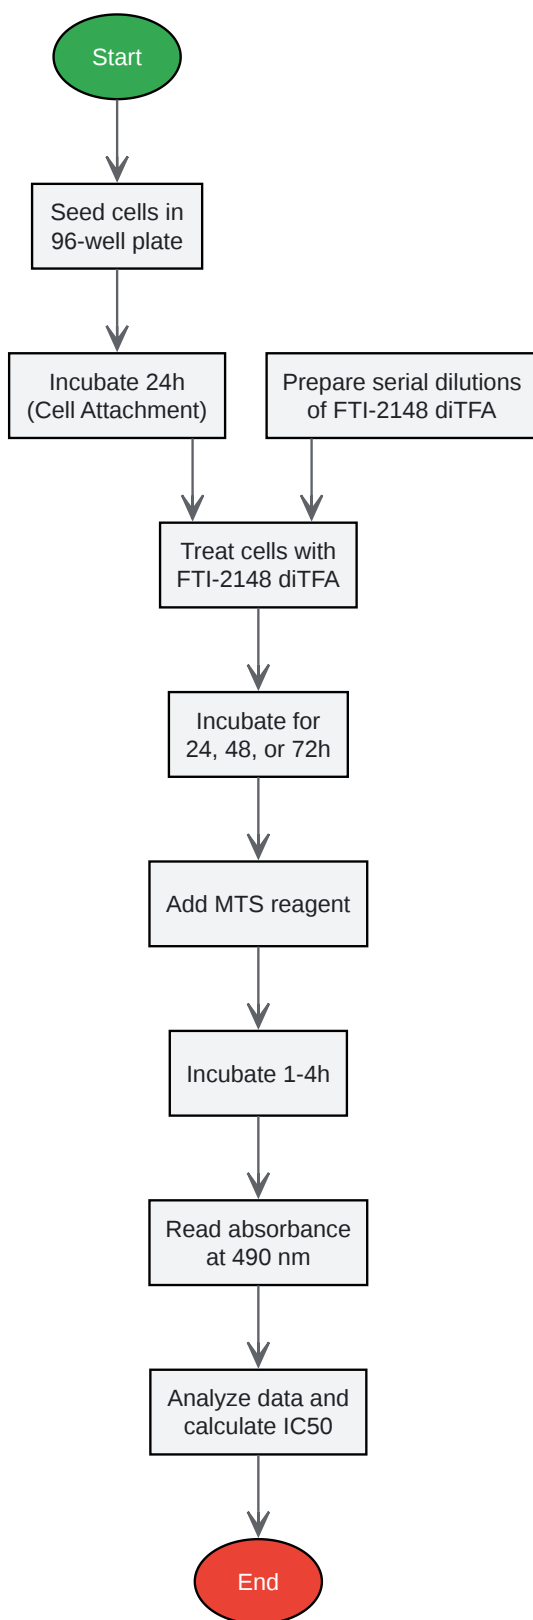 Start
Seed cells in
96-well plate
Incubate 24h
(Cell Attachment)
Prepare serial dilutions
of FTI-2148 diTFA
Treat cells with
FTI-2148 diTFA
Incubate for
24, 48, or 72h
Add MTS reagent
Incubate 1-4h
Read absorbance
at 490 nm
Analyze data and
calculate IC50
End